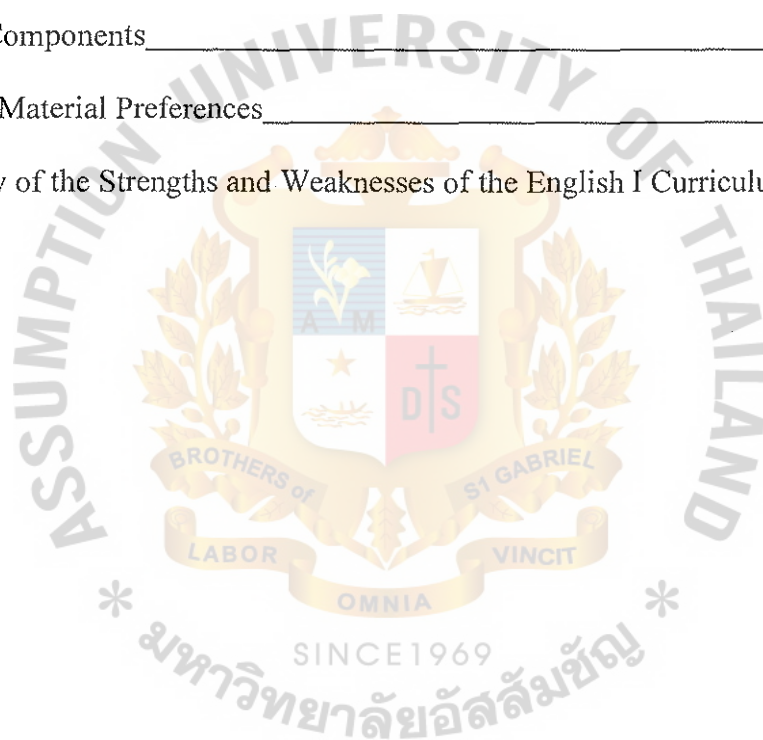 Components
Material Preferences
of the Strengths and Weaknesses of the English I
ASSUMPTION UNIVERSITY OF THAILAND
A M
D S
BROTHERS of ST GABRIEL
LABOR VINCIT
OMNIA
SINCE1969
มหาวิทยาลัยอัสสัมชัญ